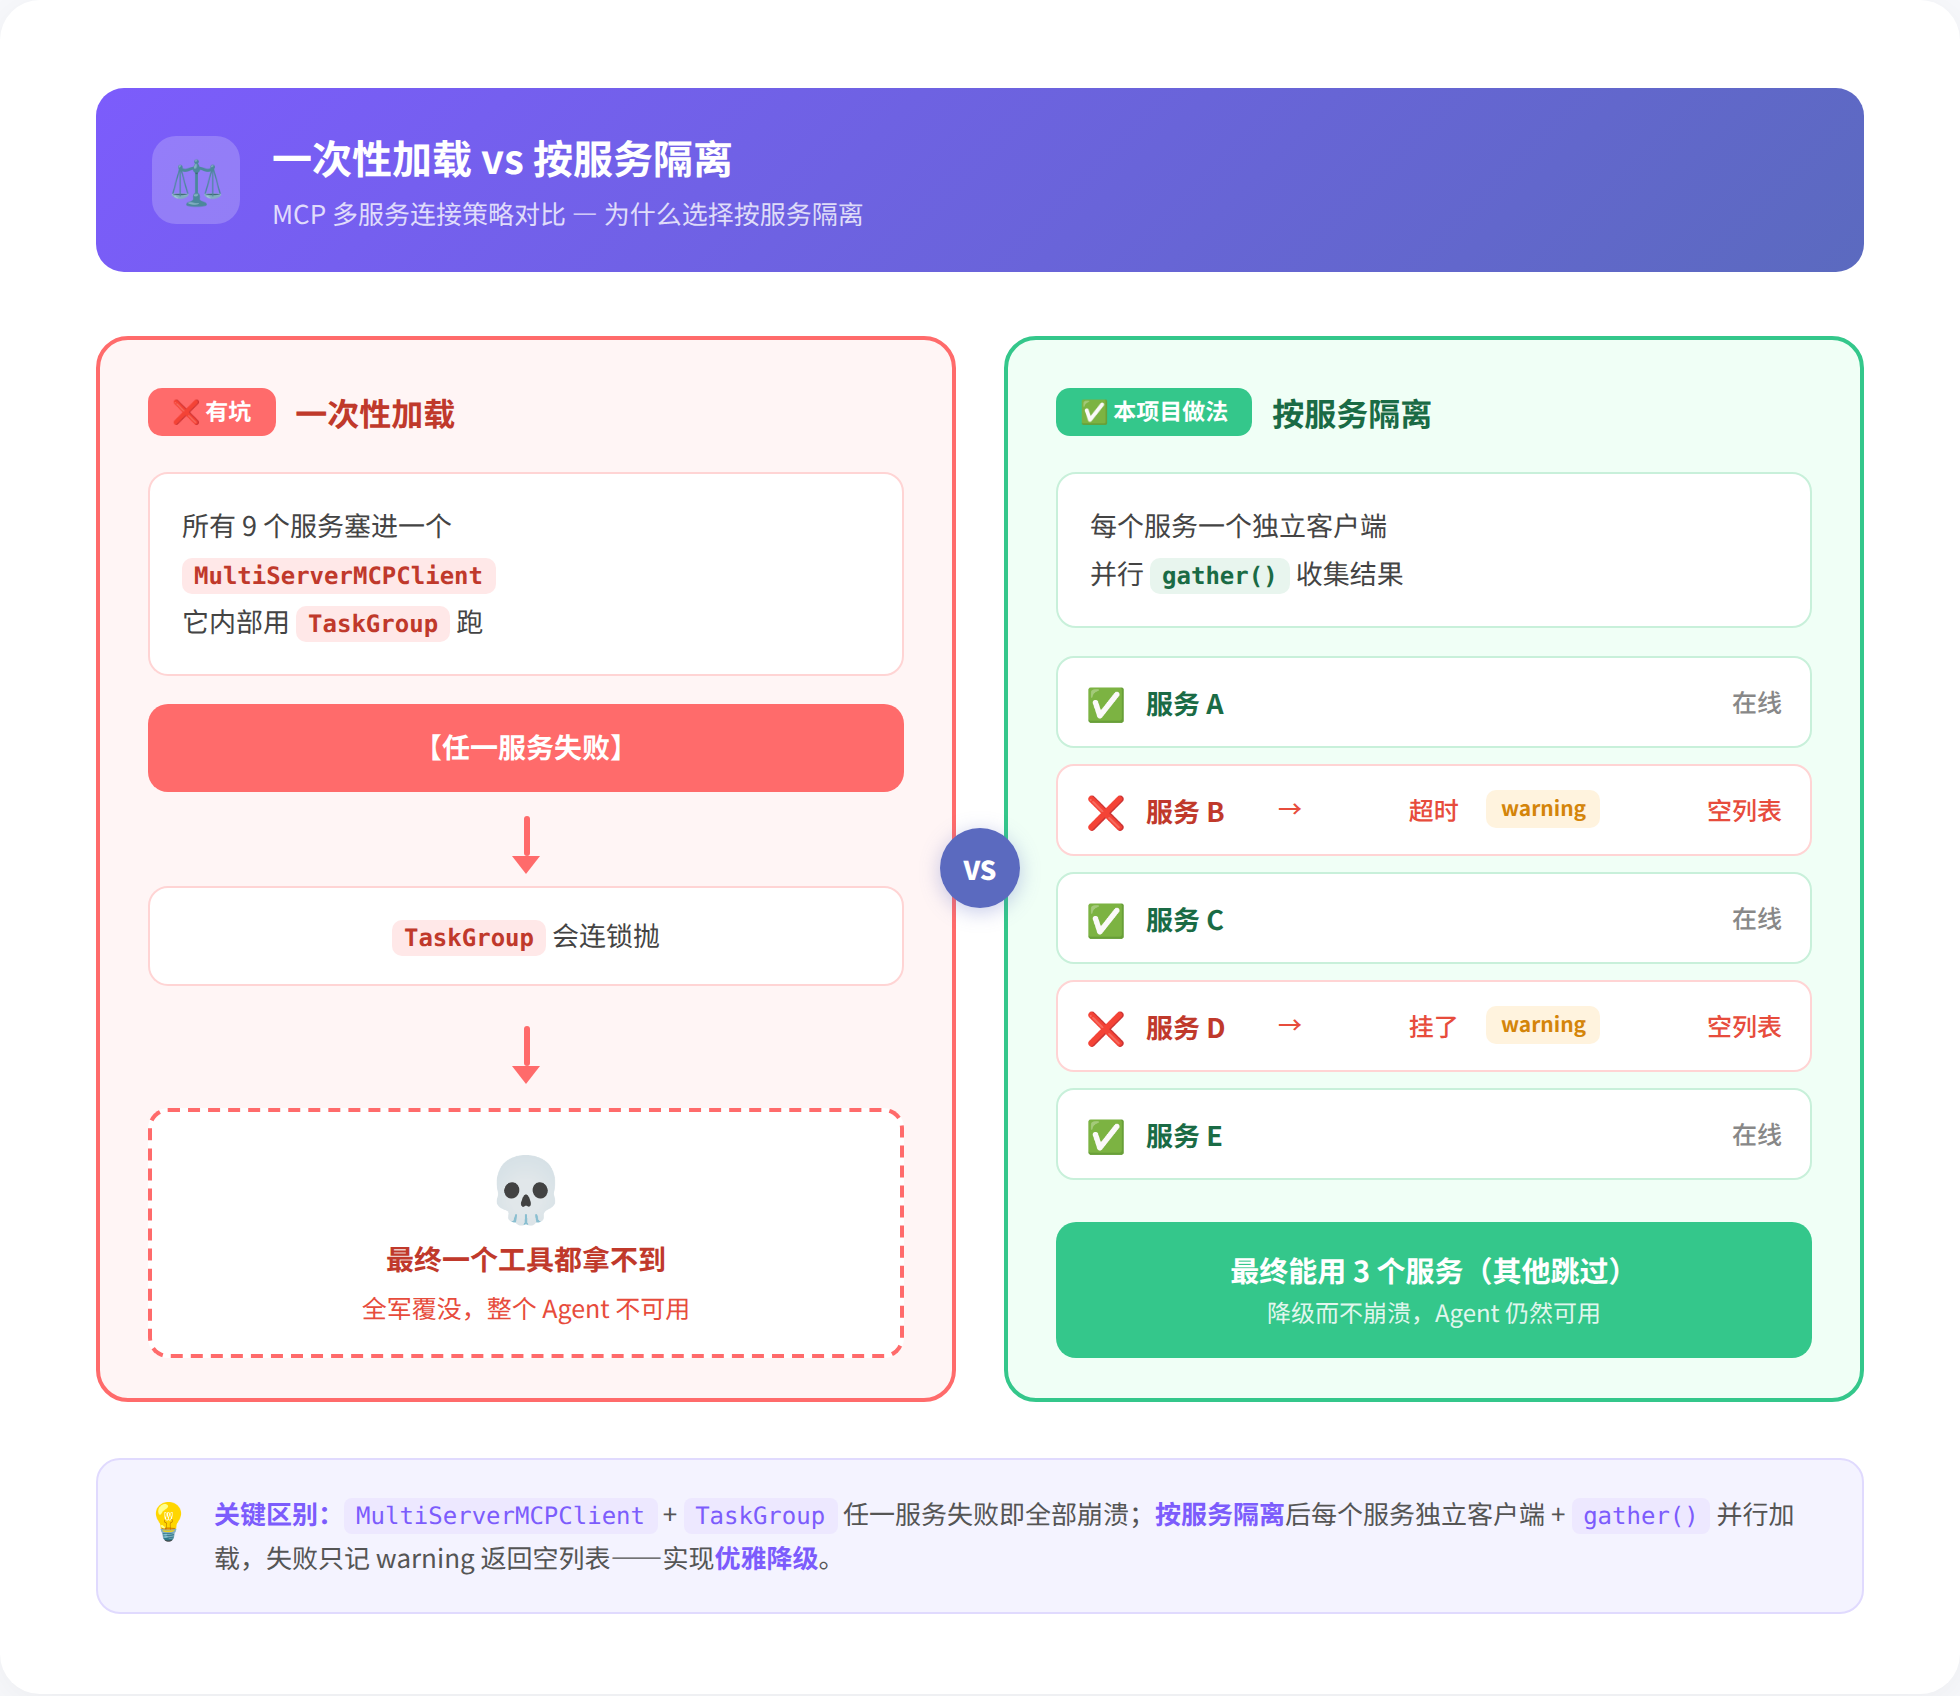 一次性加载 vs 按服务隔离
MCP 多服务连接策略对比 — 为什么选择按服务隔离
❌ 有坑 一次性加载
所有 9 个服务塞进一个
MultiServerMCPClient
它内部用 TaskGroup 跑
【任一服务失败】
TaskGroup 会连锁抛
💀
最终一个工具都拿不到
全军覆没，整个 Agent 不可用
VS
✅ 本项目做法 按服务隔离
每个服务一个独立客户端
并行 gather() 收集结果
✅ 服务 A 在线
❌ 服务 B → 超时 warning 空列表
✅ 服务 C 在线
❌ 服务 D → 挂了 warning 空列表
✅ 服务 E 在线
最终能用 3 个服务（其他跳过）
降级而不崩溃，Agent 仍然可用
💡 关键区别：MultiServerMCPClient + TaskGroup 任一服务失败即全部崩溃；按服务隔离后每个服务独立客户端 + gather() 并行加
载，失败只记 warning 返回空列表——实现优雅降级。